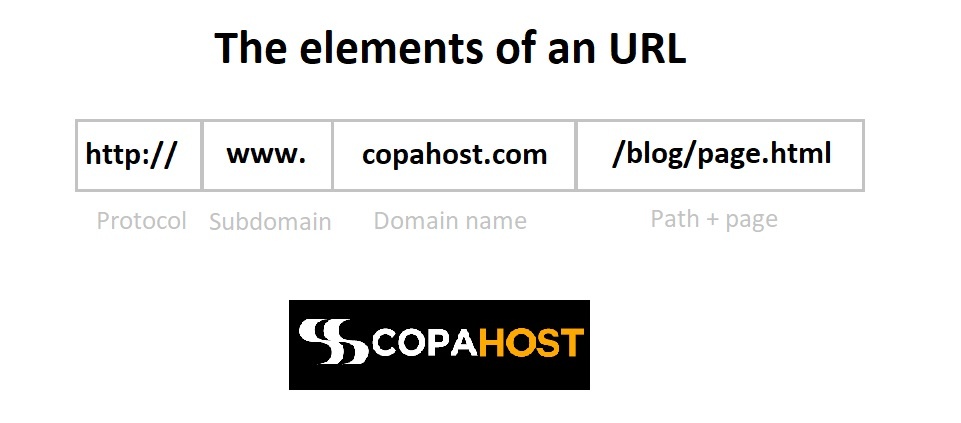 The elements of an URL
http:// www. copahost.com /blog/page.html
Protocol Subdomain Domain name Path + page
COPAHOST